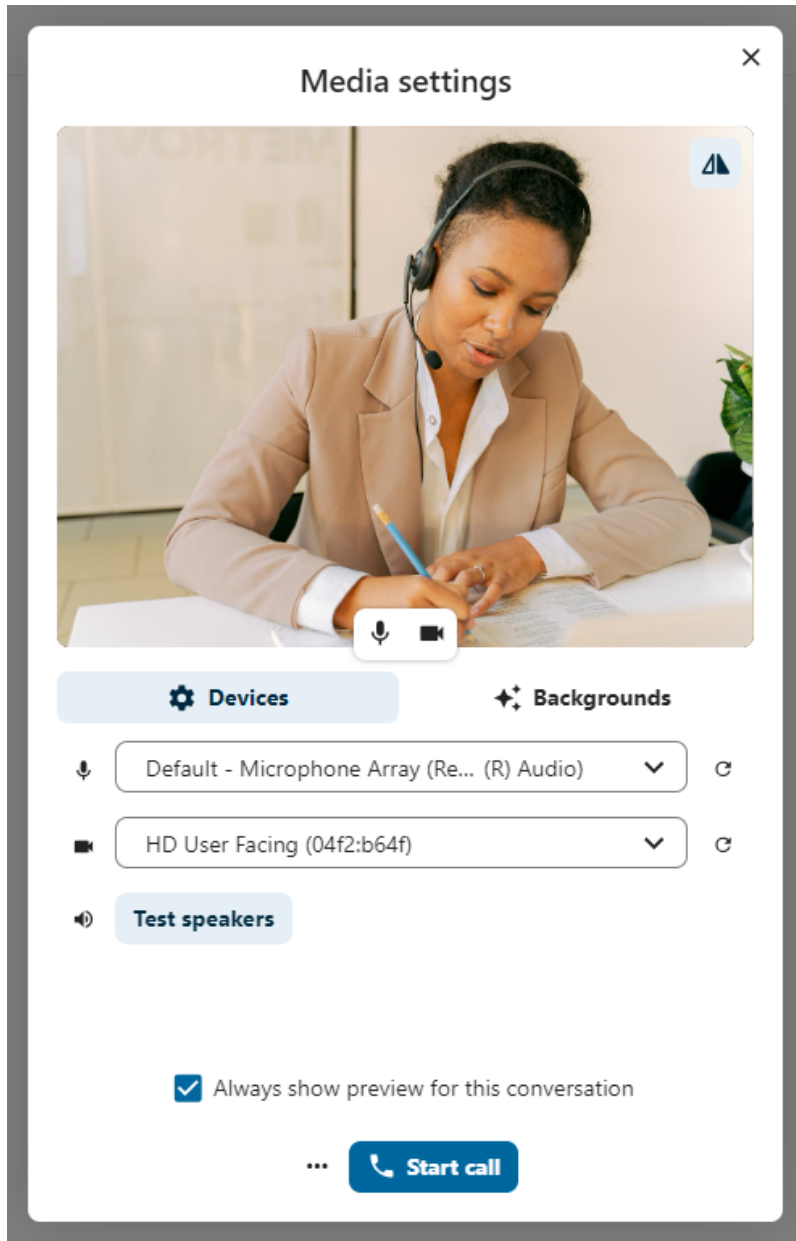 Media settings
METROV
Devices
Backgrounds
Default - Microphone Array (Re... (R) Audio)
HD User Facing (04f2:b64f)
Test speakers
Always show preview for this conversation
... Start call